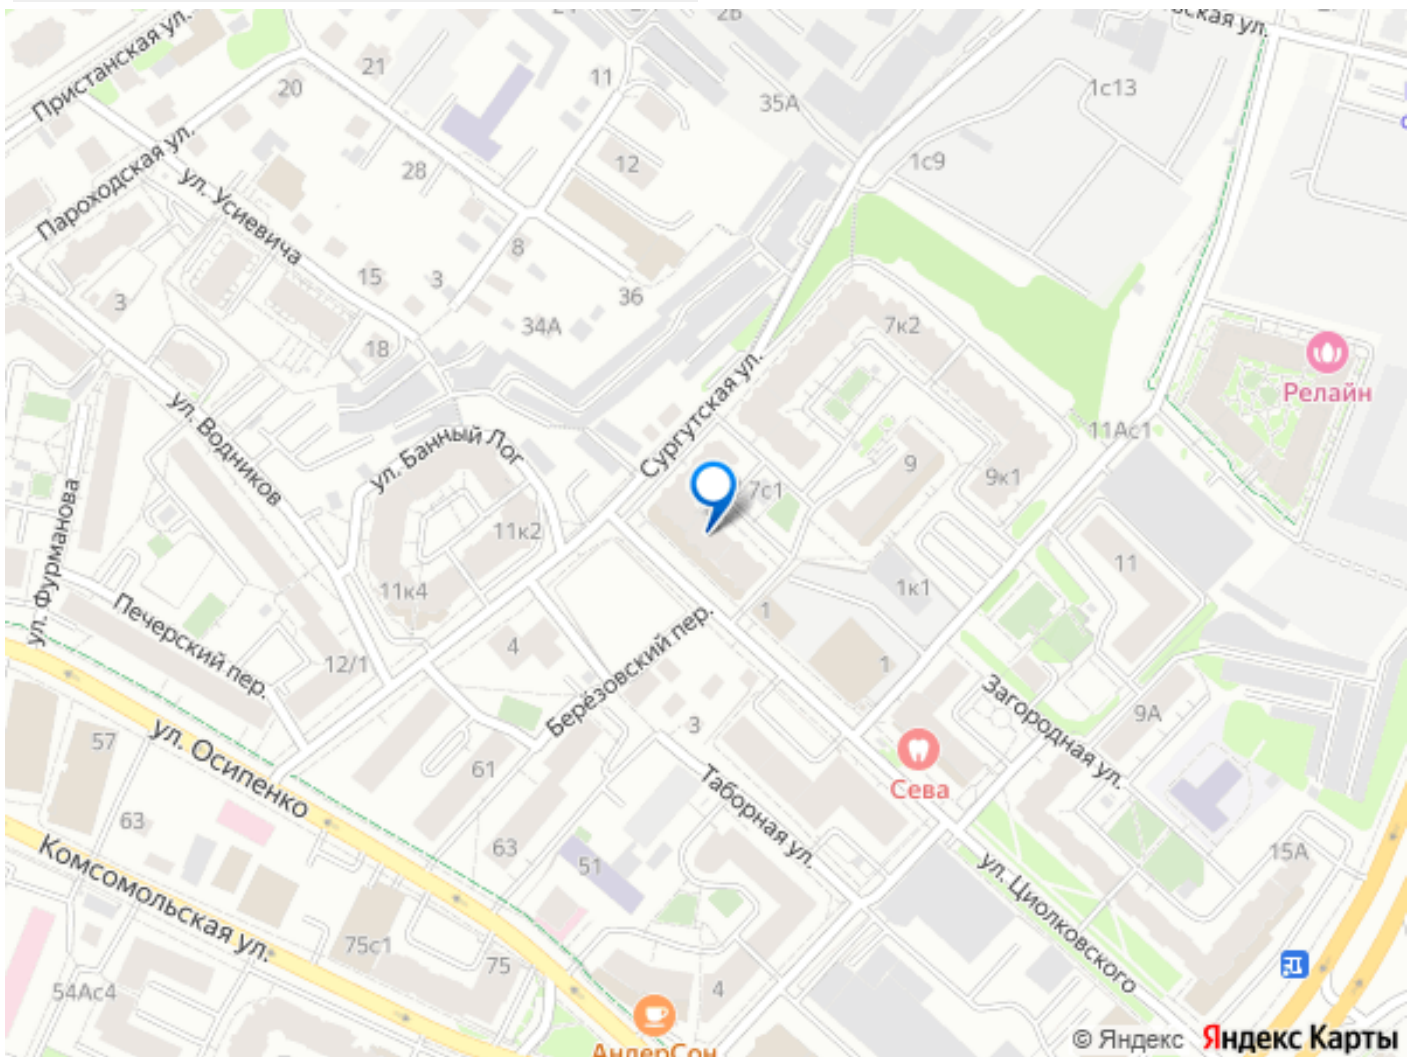 2Б
Пристанская ул.
21
20
11
35А
1с13
Пароходская ул.
28
12
1с9
ул. Усиевича
8
15
3
36
3
34А
7к2
18
Релайн
Сургутская ул.
ул. Водников
ул. Банный Лог
11Ас1
9
9к1
7с1
ул. Фурманова
11к2
11
11к4
1к1
Печерский пер.
1
Берёзовский пер.
4
12/1
1
Загородная ул.
9А
3
57
ул. Осипенко
61
Таборная ул.
Сева
63
63
51
15А
Комсомольская ул.
ул. Циолковского
75с1
75
54Ас4
4
АндерСон
© Яндекс Яндекс Карты